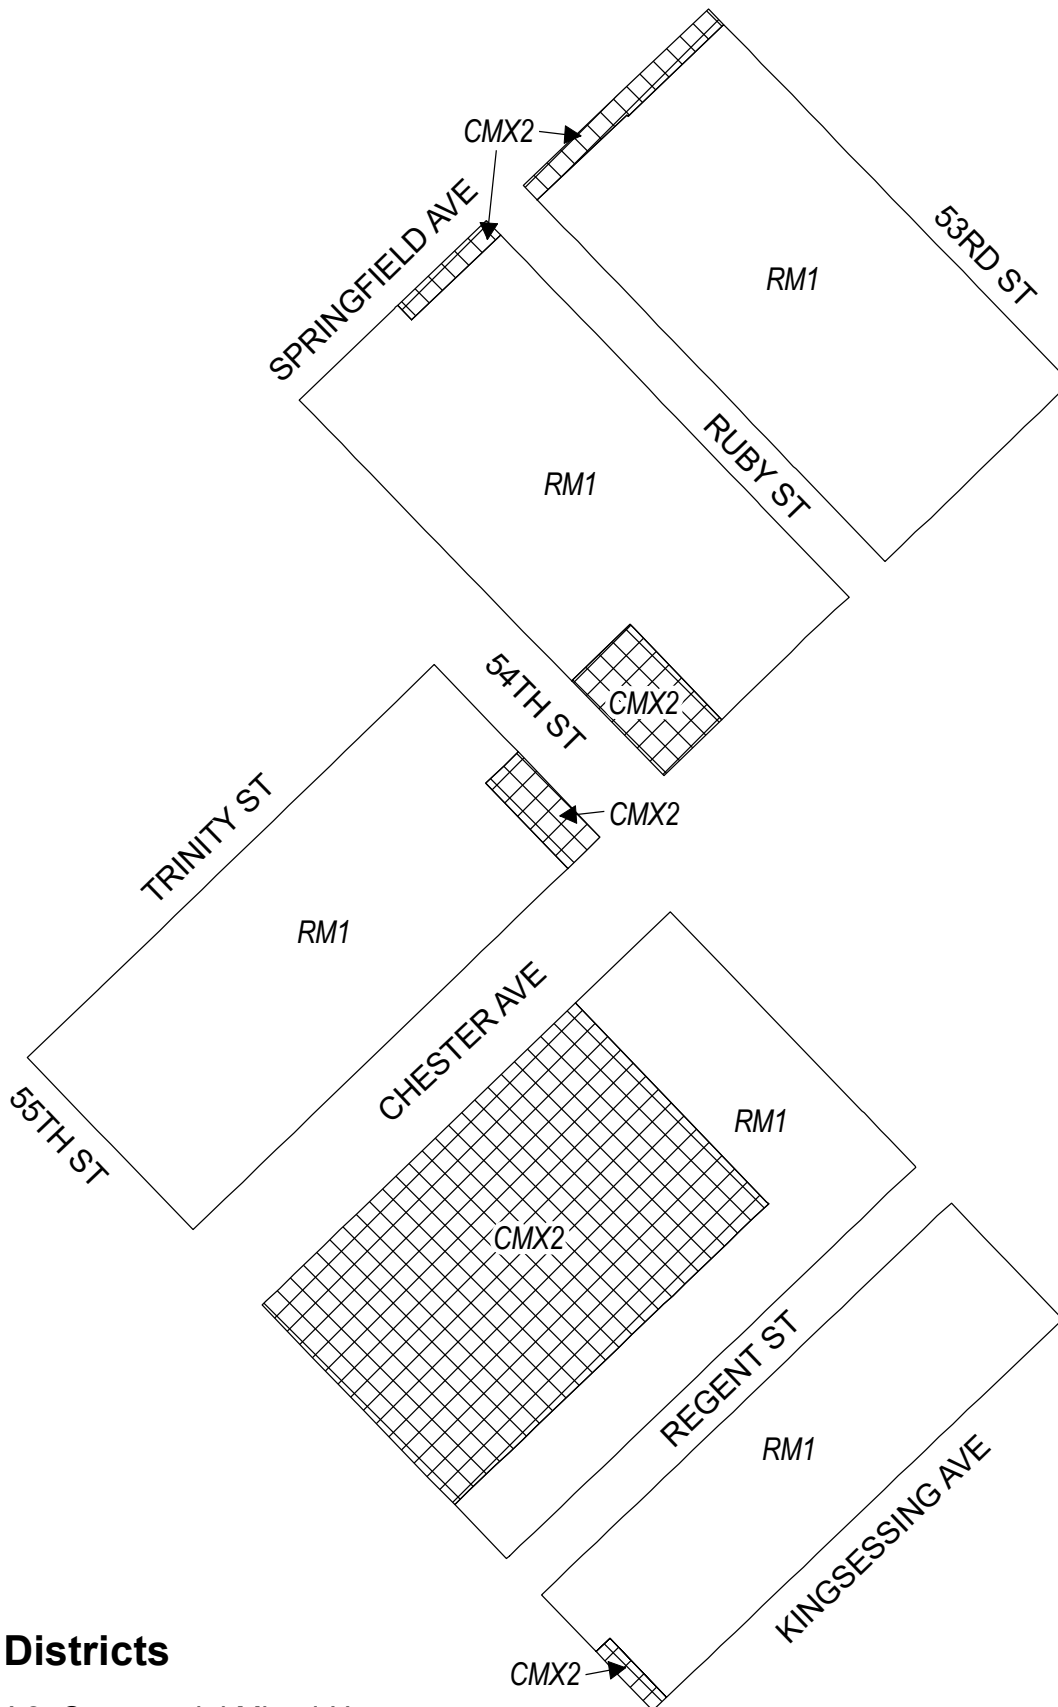 CMX2
SPRINGFIELD AVE
53RD ST
RM1
RUBY ST
RM1
54TH ST
CMX2
TRINITY ST
CMX2
RM1
CHESTER AVE
55TH ST
RM1
CMX2
REGENT ST
RM1
KINGSESSING AVE
Districts
CMX2